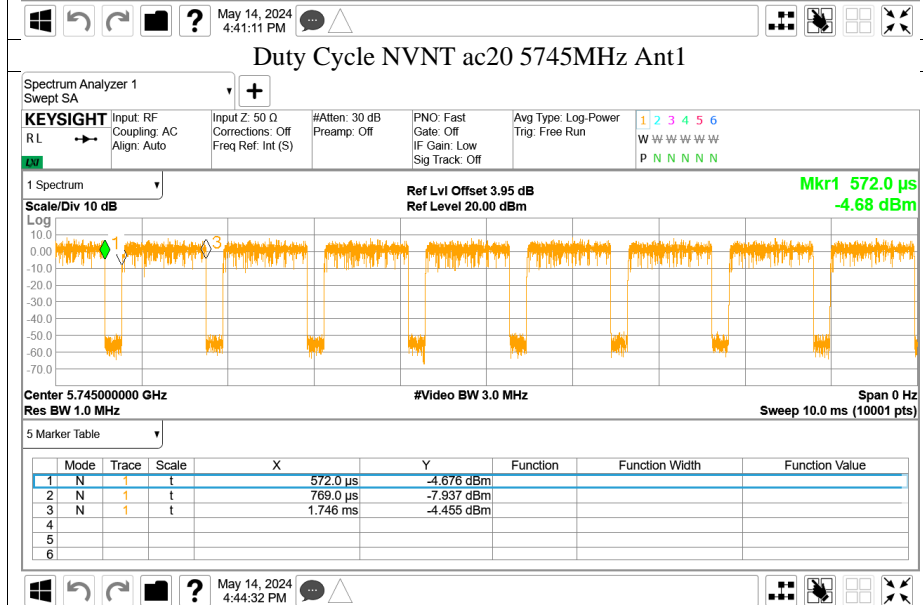 May 14, 2024
4:41:11 PM
?
Duty Cycle NVNT ac20 5745MHz Ant1
Spectrum Analyzer 1
Swept SA
+
KEYSIGHT
R L
LXI
Input: RF
Coupling: AC
Align: Auto
Input Z: 50 Ω
Corrections: Off
Freq Ref: Int (S)
#Atten: 30 dB
Preamp: Off
PNO: Fast
Gate: Off
IF Gain: Low
Sig Track: Off
Avg Type: Log-Power
Trig: Free Run
1 2 3 4 5 6
W W W W W W
P N N N N N
1 Spectrum
Scale/Div 10 dB
Ref Lvl Offset 3.95 dB
Ref Level 20.00 dBm
Mkr1 572.0 µs
-4.68 dBm
Log
10.0
0.00
-10.0
-20.0
-30.0
-40.0
-50.0
-60.0
-70.0
1
3
Center 5.745000000 GHz
Res BW 1.0 MHz
#Video BW 3.0 MHz
Span 0 Hz
Sweep 10.0 ms (10001 pts)
5 Marker Table
Mode Trace Scale X Y Function Function Width Function Value
1 N 1 t 572.0 µs -4.676 dBm
2 N 1 t 769.0 µs -7.937 dBm
3 N 1 t 1.746 ms -4.455 dBm
4
5
6
?
May 14, 2024
4:44:32 PM